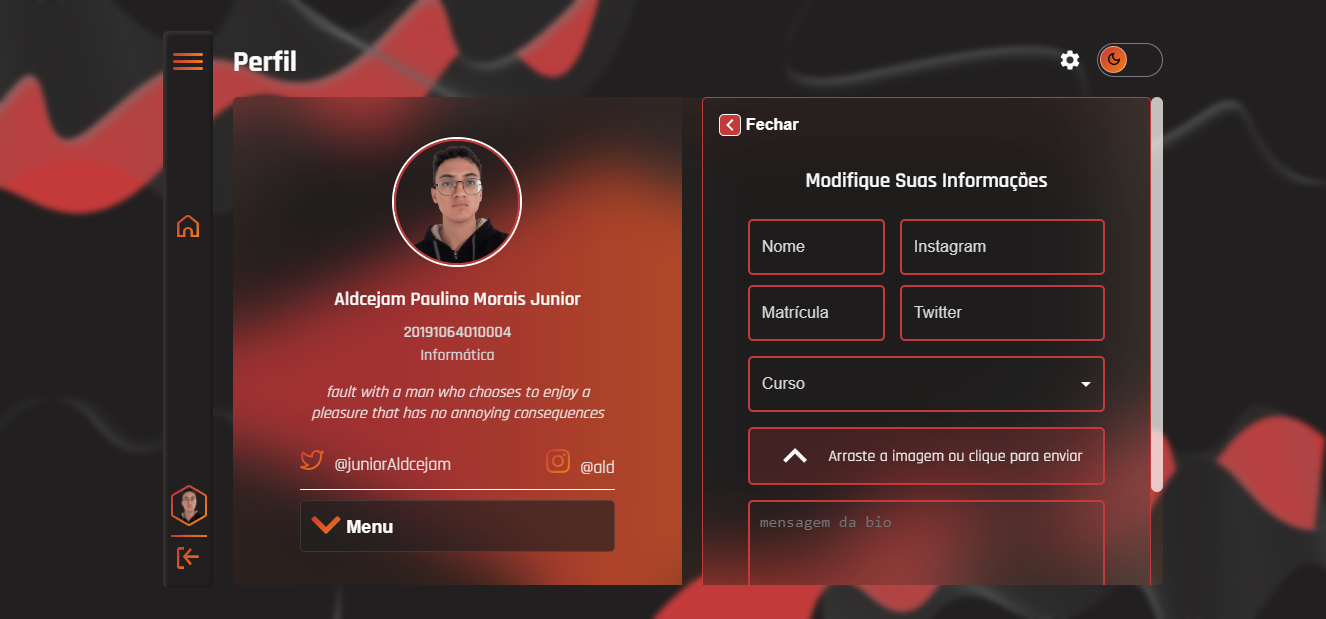 Perfil
Aldcejam Paulino Morais Junior
20191064010004
Informática
fault with a man who chooses to enjoy a
pleasure that has no annoying consequences
@juniorAldcejam
@ald
Menu
Fechar
Modifique Suas Informações
Nome
Instagram
Matrícula
Twitter
Curso
Arraste a imagem ou clique para enviar
mensagem da bio